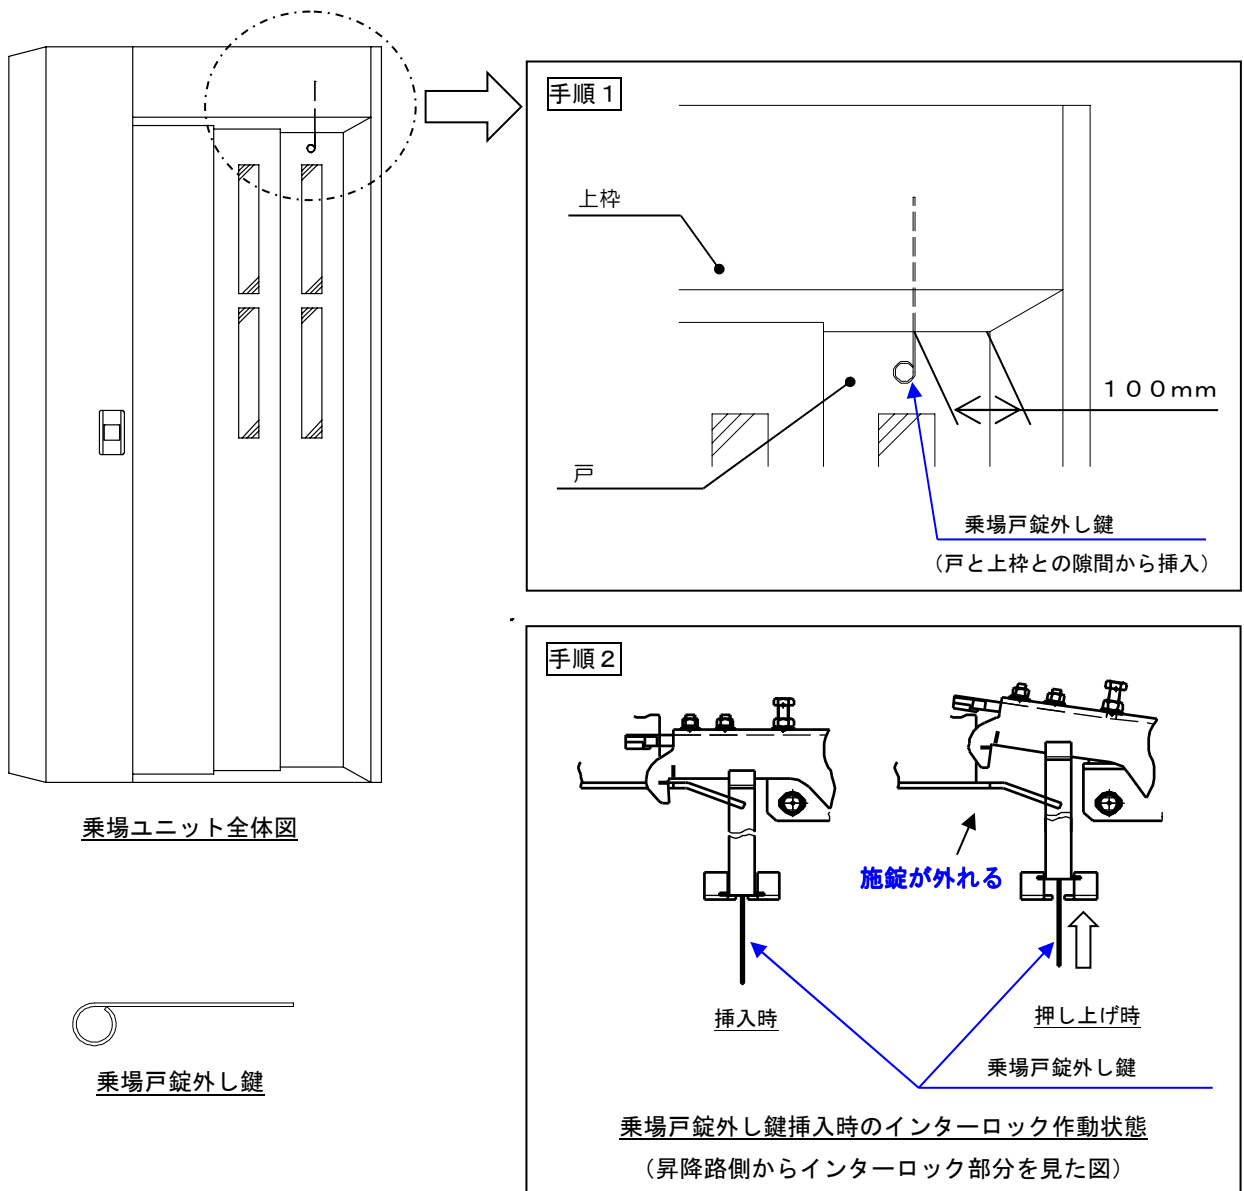 手順１
上枠
１００mm
戸
乗場戸錠外し鍵
（戸と上枠との隙間から挿入）
乗場ユニット全体図
乗場戸錠外し鍵
手順２
施錠が外れる
挿入時
押し上げ時
乗場戸錠外し鍵
乗場戸錠外し鍵挿入時のインターロック作動状態
（昇降路側からインターロック部分を見た図）